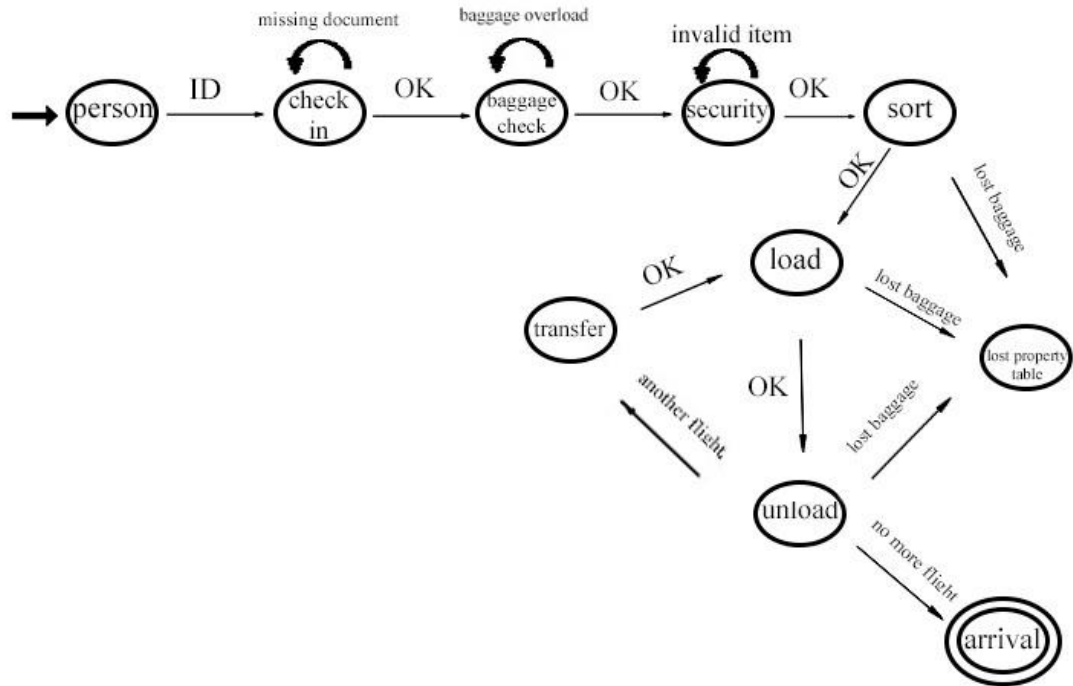 missing document
baggage overload
invalid item
person
ID
check
in
OK
baggage
check
OK
security
OK
sort
OK
lost baggage
load
OK
lost baggage
transfer
lost property
table
OK
another flight
lost baggage
unload
no more flight
arrival